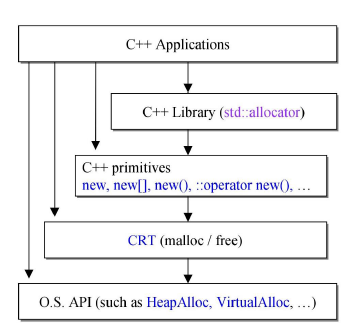 C++ Applications
C++ Library (std::allocator)
C++ primitives
new, new[], new(), ::operator new(), …
CRT (malloc / free)
O.S. API (such as HeapAlloc, VirtualAlloc, …)